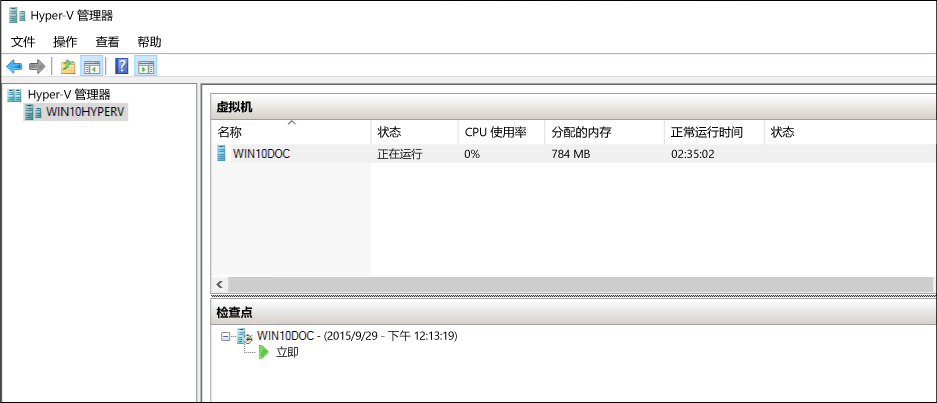 Hyper-V 管理器
文件 操作 查看 帮助
Hyper-V 管理器
WIN10HYPERV
虚拟机
名称 状态 CPU 使用率 分配的内存 正常运行时间 状态
WIN10DOC 正在运行 0% 784 MB 02:35:02
检查点
WIN10DOC - (2015/9/29 - 下午 12:13:19)
立即